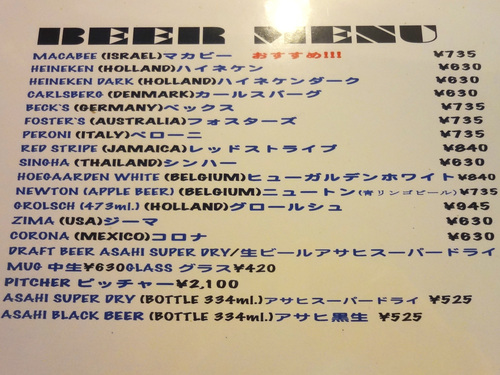 BEER MENU
MACABEE (ISRAEL)マカビー おすすめ!!! ¥735
HEINEKEN (HOLLAND)ハイネケン ¥630
HEINEKEN DARK (HOLLAND)ハイネケンダーク ¥630
CARLSBERG (DENMARK)カールスバーグ ¥630
BECK'S (GERMANY)ベックス ¥735
FOSTER'S (AUSTRALIA)フォスターズ ¥735
PERONI (ITALY)ペローニ ¥735
RED STRIPE (JAMAICA)レッドストライプ ¥840
SINGHA (THAILAND)シンハー ¥630
HOEGAARDEN WHITE (BELGIUM)ヒューガルデンホワイト ¥840
NEWTON (APPLE BEER) (BELGIUM)ニュートン(青リンゴビール) ¥735
GROLSCH (473ml.) (HOLLAND)グロールシュ ¥945
ZIMA (USA)ジーマ ¥630
CORONA (MEXICO)コロナ ¥630
DRAFT BEER ASAHI SUPER DRY/生ビールアサヒスーパードライ
MUG 中生¥630GLASS グラス¥420
PITCHER ピッチャー¥2,100
ASAHI SUPER DRY (BOTTLE 334ml.)アサヒスーパードライ ¥525
ASAHI BLACK BEER (BOTTLE 334ml.)アサヒ黒生 ¥525